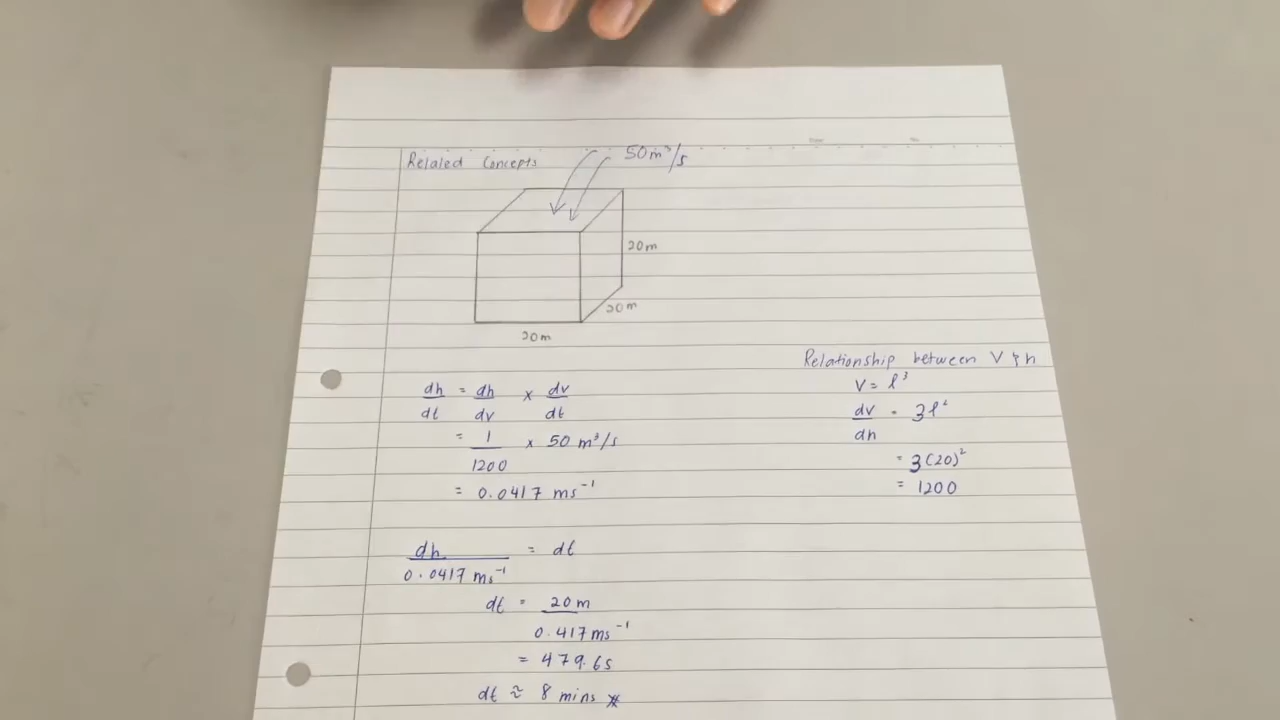 Related Concepts
50m³/s
20m
20m
20m
dh/dt = dh/dv × dv/dt
= 1/1200 × 50 m³/s
= 0.0417 ms⁻¹
dh/0.0417 ms⁻¹ = dt
dt = 20m/0.417ms⁻¹
= 479.6s
dt ≈ 8 mins
Relationship between V & h
V = l³
dv/dh = 3l²
= 3(20)²
= 1200